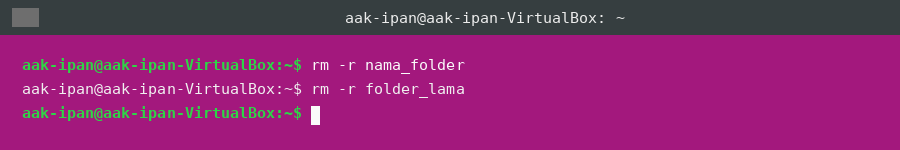 aak-ipan@aak-ipan-VirtualBox: ~
aak-ipan@aak-ipan-VirtualBox:~$ rm -r nama_folder
aak-ipan@aak-ipan-VirtualBox:~$ rm -r folder_lama
aak-ipan@aak-ipan-VirtualBox:~$